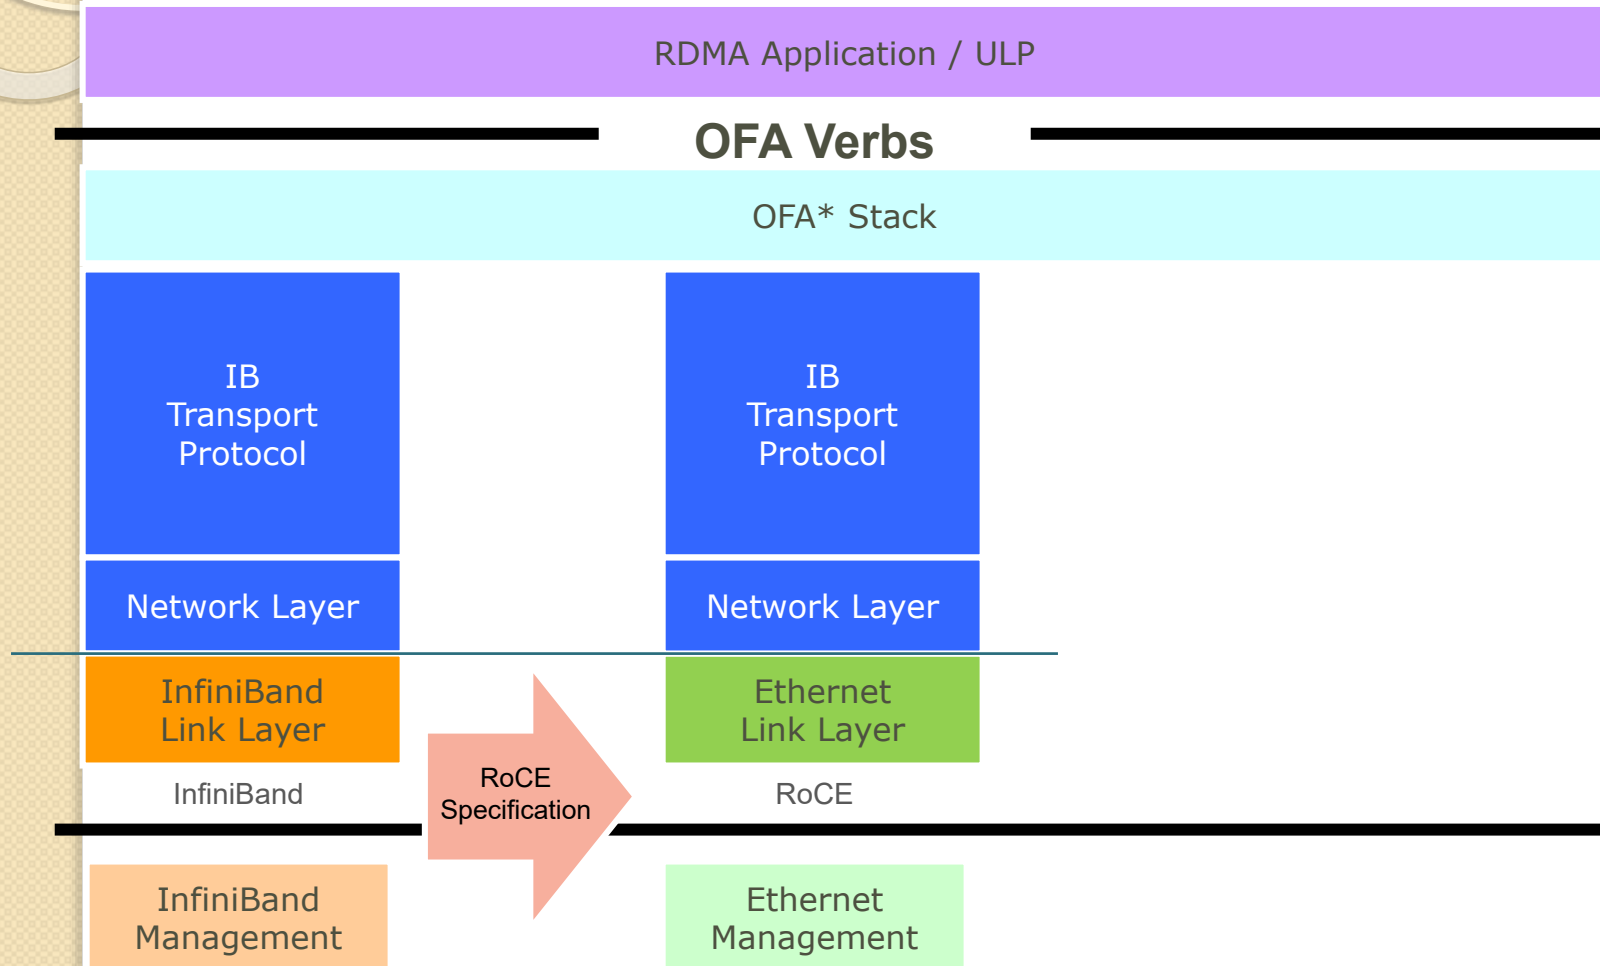 RDMA Application / ULP
OFA Verbs
OFA* Stack
IB
Transport
Protocol
IB
Transport
Protocol
Network Layer
Network Layer
InfiniBand
Link Layer
Ethernet
Link Layer
InfiniBand
RoCE
Specification
RoCE
InfiniBand
Management
Ethernet
Management